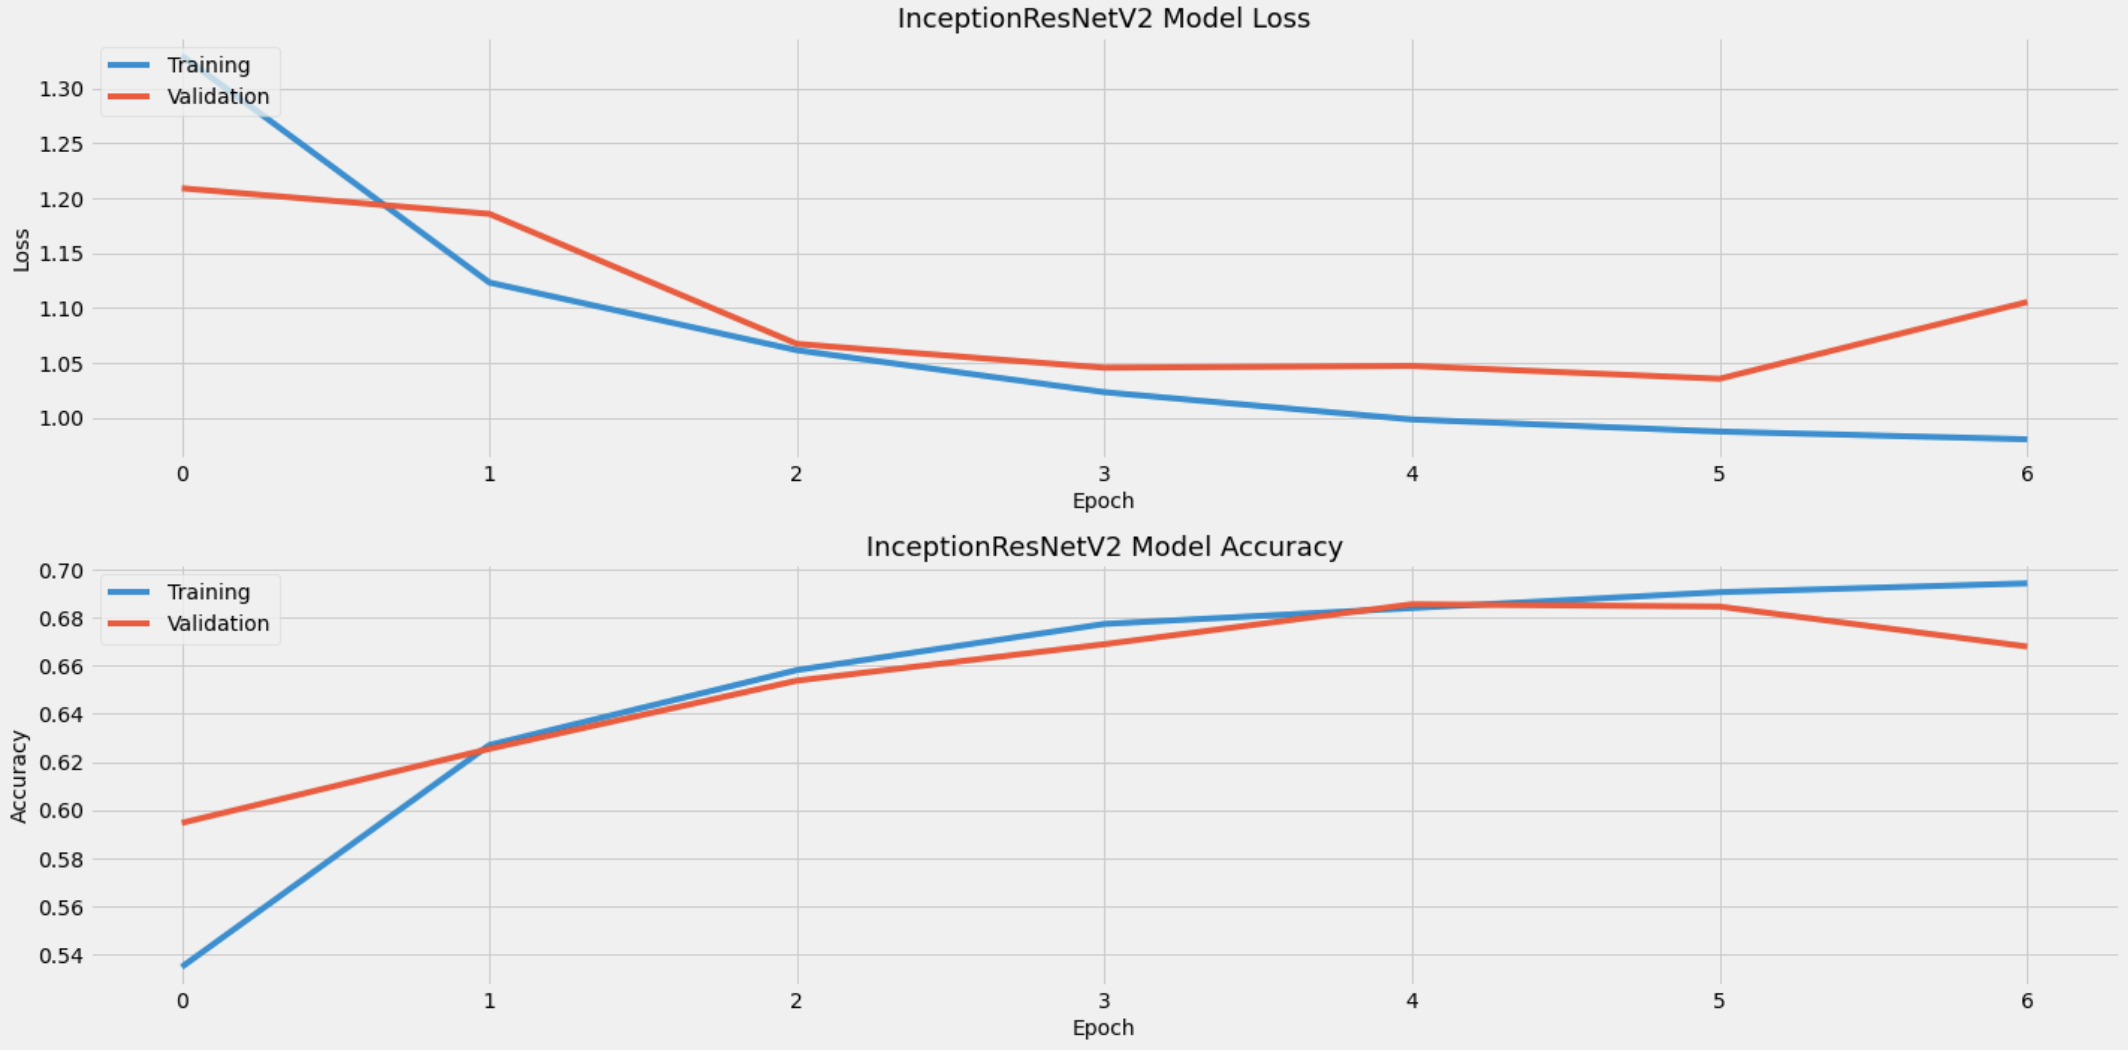 InceptionResNetV2 Model Loss
Training
Validation
1.30
1.25
1.20
1.15
1.10
1.05
1.00
Loss
0 1 2 3 4 5 6
Epoch
InceptionResNetV2 Model Accuracy
Training
Validation
0.70
0.68
0.66
0.64
0.62
0.60
0.58
0.56
0.54
Accuracy
0 1 2 3 4 5 6
Epoch